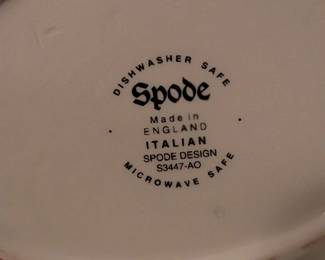 DISHWASHER SAFE
Spode
Made in
ENGLAND
ITALIAN
SPODE DESIGN
S3447-AO
MICROWAVE SAFE